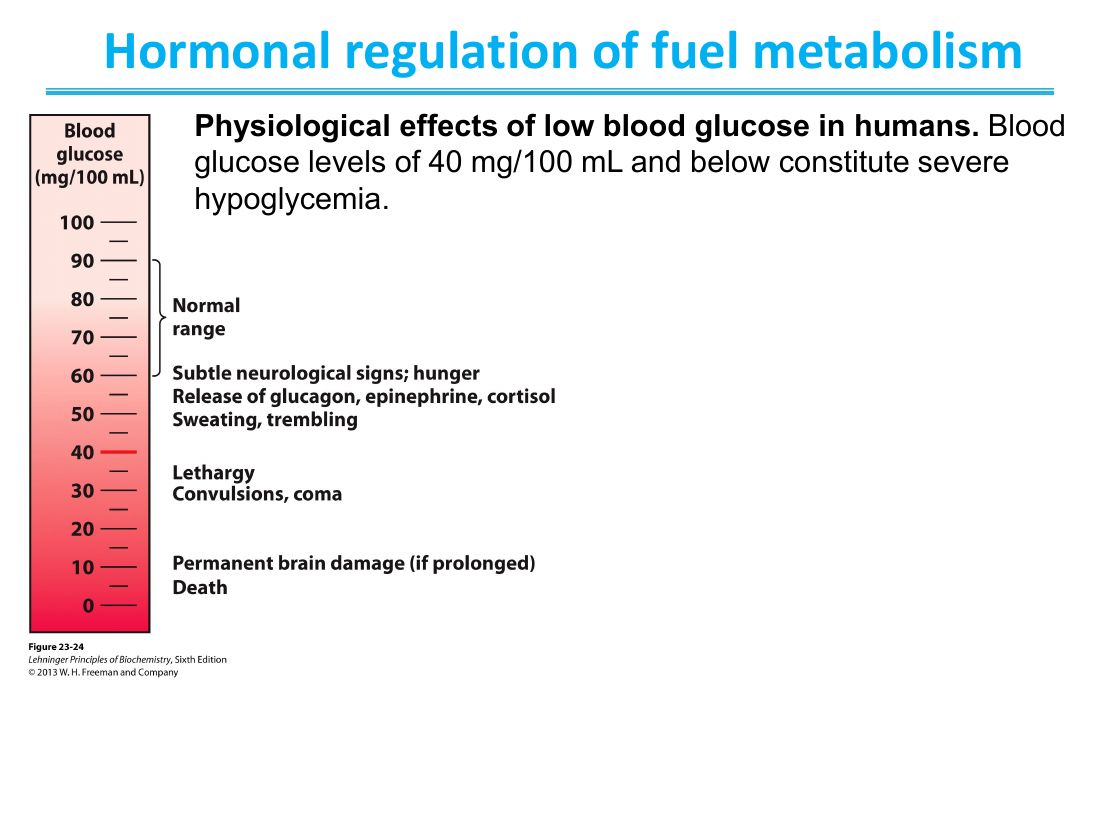 Hormonal regulation of fuel metabolism
Physiological effects of low blood glucose in humans. Blood
glucose levels of 40 mg/100 mL and below constitute severe
hypoglycemia.
Blood
glucose
(mg/100 mL)
100
90
80
70
60
50
40
30
20
10
0
Normal
range
Subtle neurological signs; hunger
Release of glucagon, epinephrine, cortisol
Sweating, trembling
Lethargy
Convulsions, coma
Permanent brain damage (if prolonged)
Death
Figure 23-24
Lehninger Principles of Biochemistry, Sixth Edition
© 2013 W. H. Freeman and Company